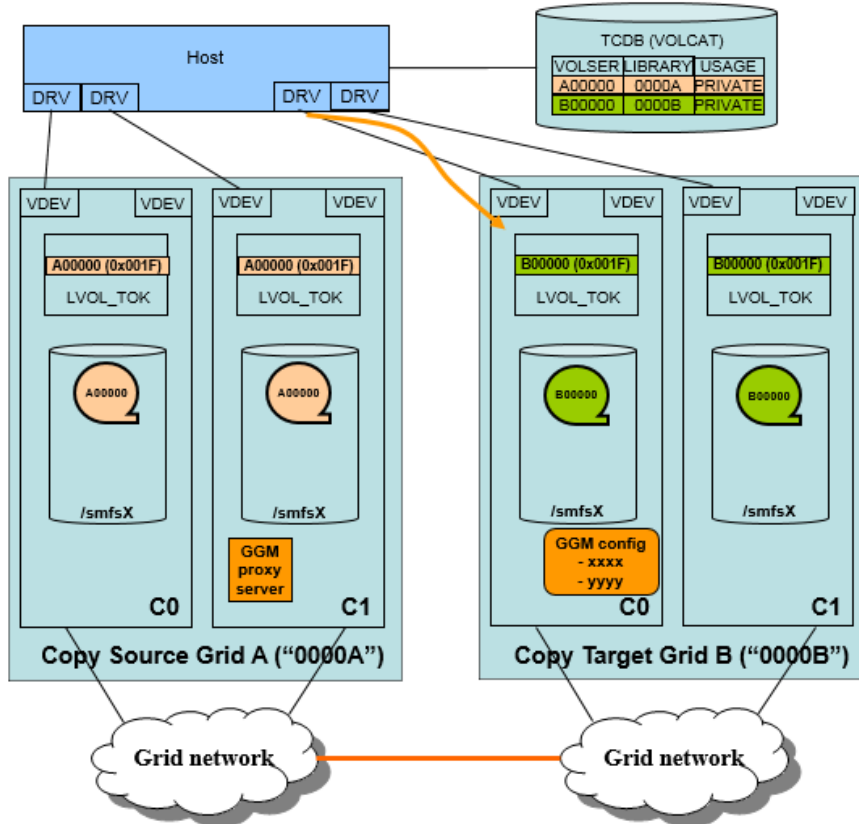 Host
DRV DRV DRV DRV
TCDB (VOLCAT)
VOLSER LIBRARY USAGE
A00000 0000A PRIVATE
B00000 0000B PRIVATE
VDEV VDEV VDEV VDEV
VDEV VDEV VDEV VDEV
A00000 (0x001F)
LVOL_TOK
A00000 (0x001F)
LVOL_TOK
B00000 (0x001F)
LVOL_TOK
B00000 (0x001F)
LVOL_TOK
A00000
A00000
B00000
B00000
/smfsX
/smfsX
/smfsX
/smfsX
GGM
proxy
server
GGM config
- xxxx
- yyyy
C0
C1
C0
C1
Copy Source Grid A (“0000A”)
Copy Target Grid B (“0000B”)
Grid network
Grid network